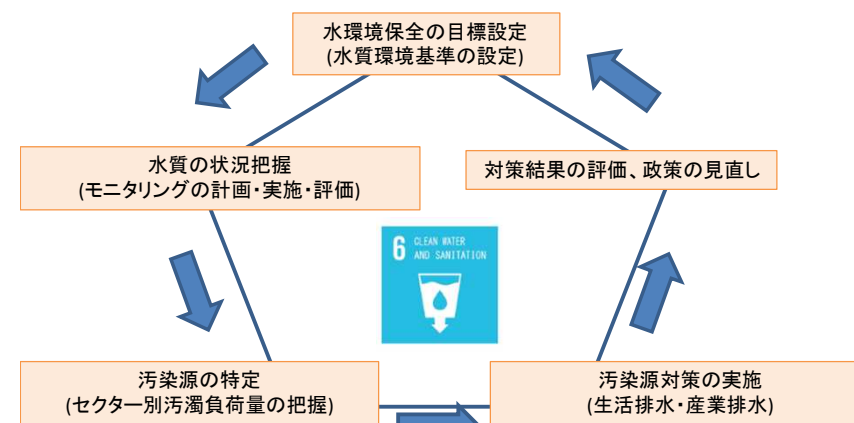 水環境保全の目標設定
(水質環境基準の設定)
水質の状況把握
(モニタリングの計画・実施・評価)
対策結果の評価、政策の見直し
6 CLEAN WATER
AND SANITATION
汚染源の特定
(セクター別汚濁負荷量の把握)
汚染源対策の実施
(生活排水・産業排水)